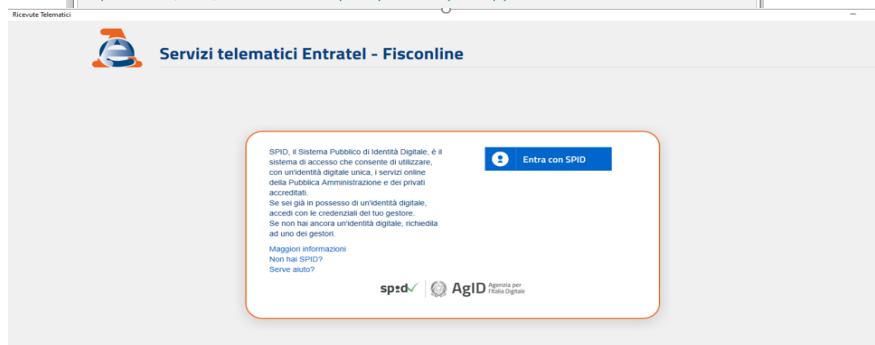 Ricevute Telematici
Servizi telematici Entratel - Fisconline
SPID, il Sistema Pubblico di Identità Digitale, è il
sistema di accesso che consente di utilizzare,
con un'identità digitale unica, i servizi online
della Pubblica Amministrazione e dei privati
accreditati.
Se sei già in possesso di un'identità digitale,
accedi con le credenziali del tuo gestore.
Se non hai ancora un'identità digitale, richiedila
ad uno dei gestori.
Maggiori informazioni
Non hai SPID?
Serve aiuto?
Entra con SPID
spid
AgID Agenzia per
l'Italia Digitale